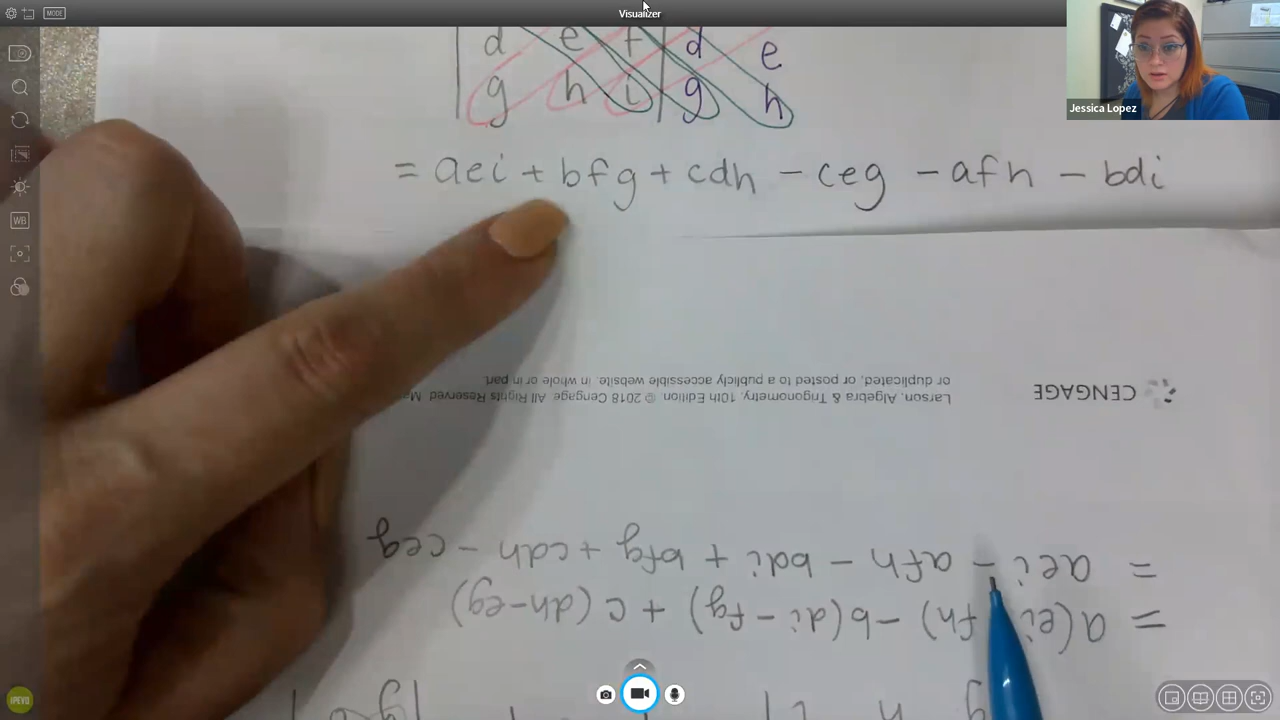 MODE
Visualizer
WB
Jessica Lopez
d e f d e
g h i g h
= aei + bfg + cdh - ceg - afh - bdi
CENGAGE
Larson, Algebra & Trigonometry, 10th Edition. © 2018 Cengage. All Rights Reserved.
or duplicated, or posted to a publicly accessible website, in whole or in part.
= aei - afh - bdi + bfg + cdh - ceg
= a(ei fh) - b(di - fg) + c(dh - eg)
IPEVO